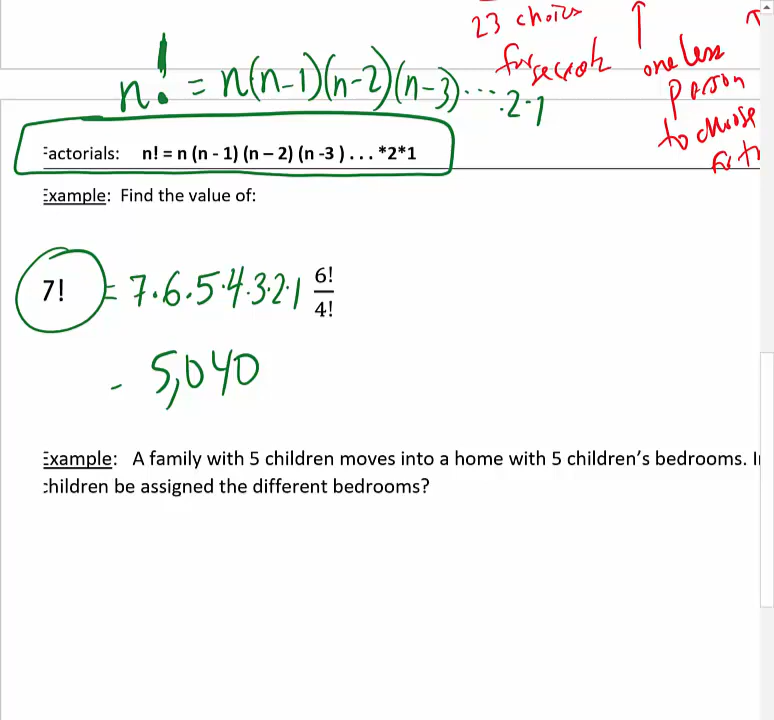 23 choices
for secretary
one less
person
to choose
for tr
n! = n(n-1)(n-2)(n-3)...·2·1
Factorials: n! = n (n - 1) (n – 2) (n -3 ) . . . *2*1
Example: Find the value of:
7! = 7·6·5·4·3·2·1 6!/4!
= 5,040
Example: A family with 5 children moves into a home with 5 children's bedrooms. I
children be assigned the different bedrooms?